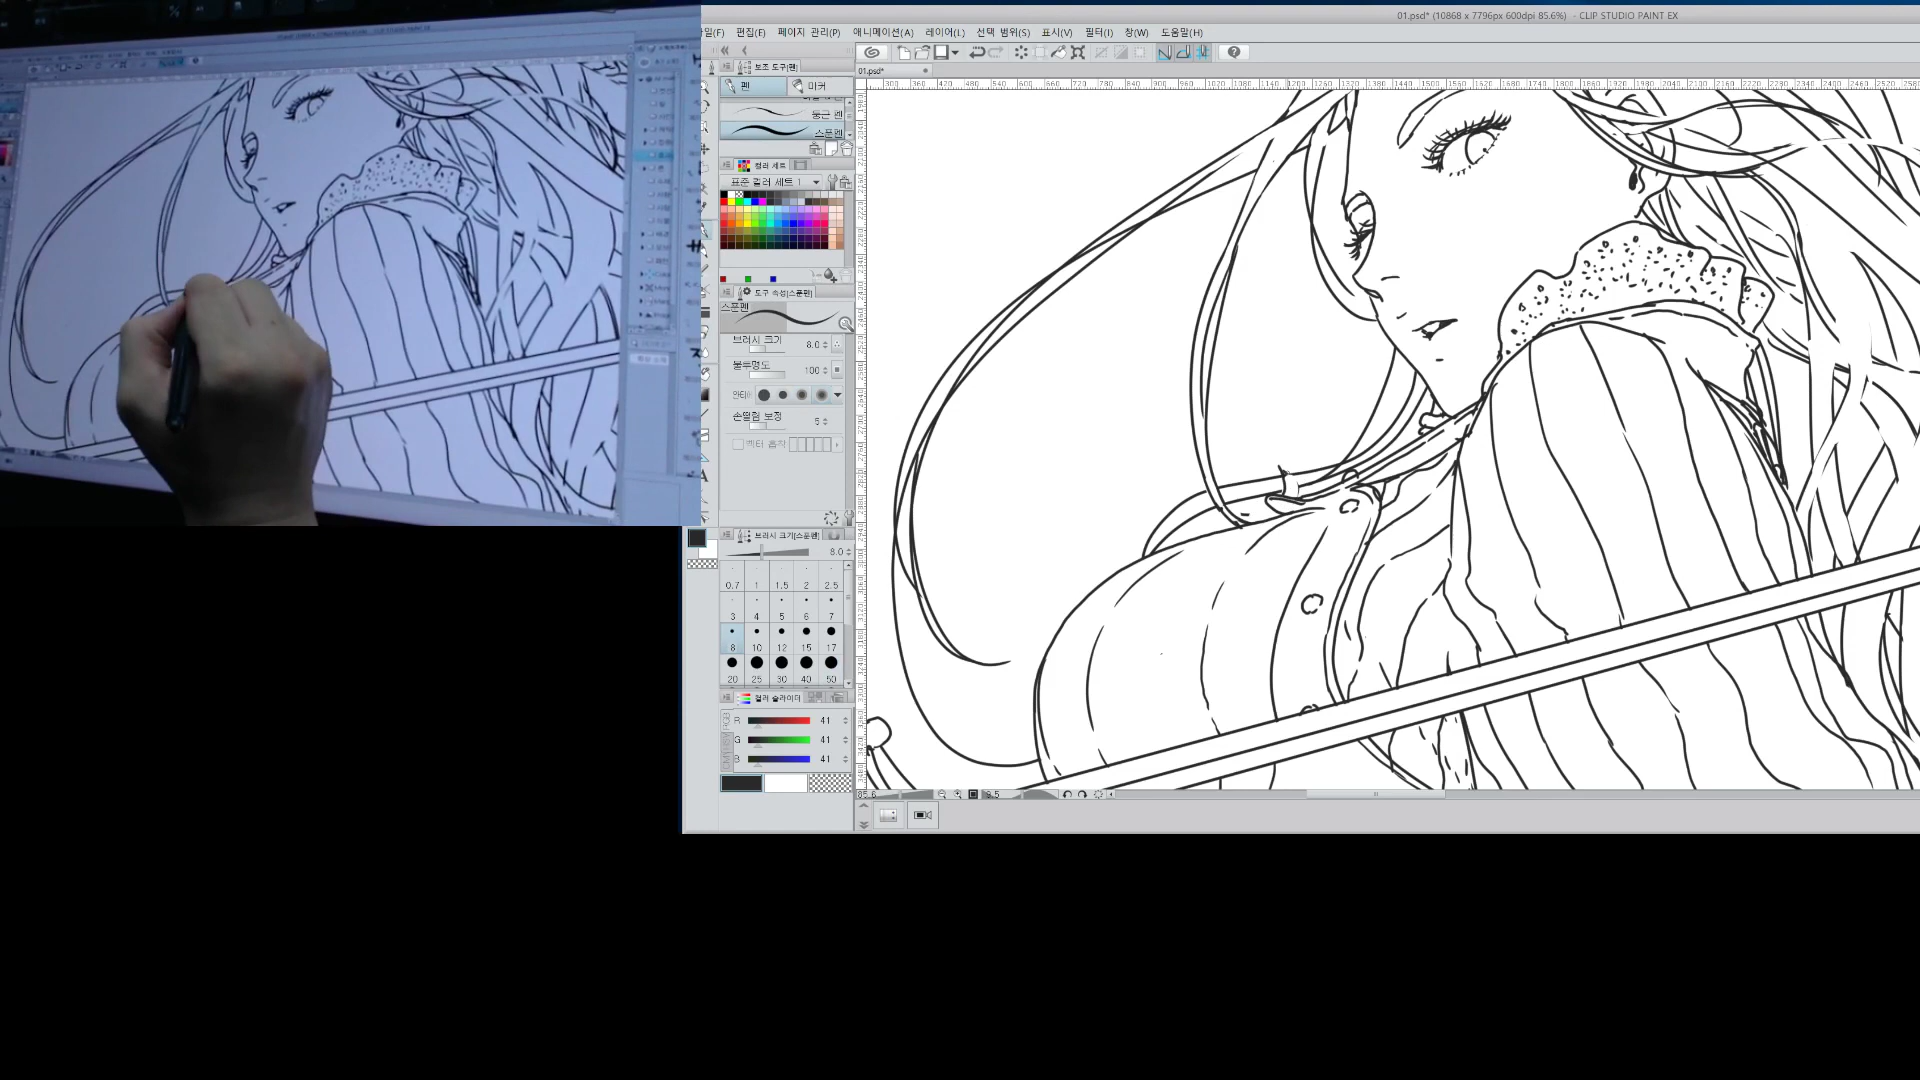 01.psd* (10868 x 7796px 600dpi 85.6%) - CLIP STUDIO PAINT EX
일(F) 편집(E) 페이지 관리(P) 애니메이션(A) 레이어(L) 선택 범위(S) 표시(V) 필터(I) 창(W) 도움말(H)
보조 도구[펜]
01.psd*
펜 마커
둥근 펜
스푼펜
컬러 세트
표준 컬러 세트 1
도구 속성[스푼펜]
스푼펜
브러시 크기 8.0
불투명도 100
손떨림 보정 5
벡터 흡착
브러시 크기[스푼펜]
8.0
0.7 1 1.5 2 2.5
3 4 5 6 7
8 10 12 15 17
20 25 30 40 50
컬러 슬라이더
R 41
G 41
B 41
85.6